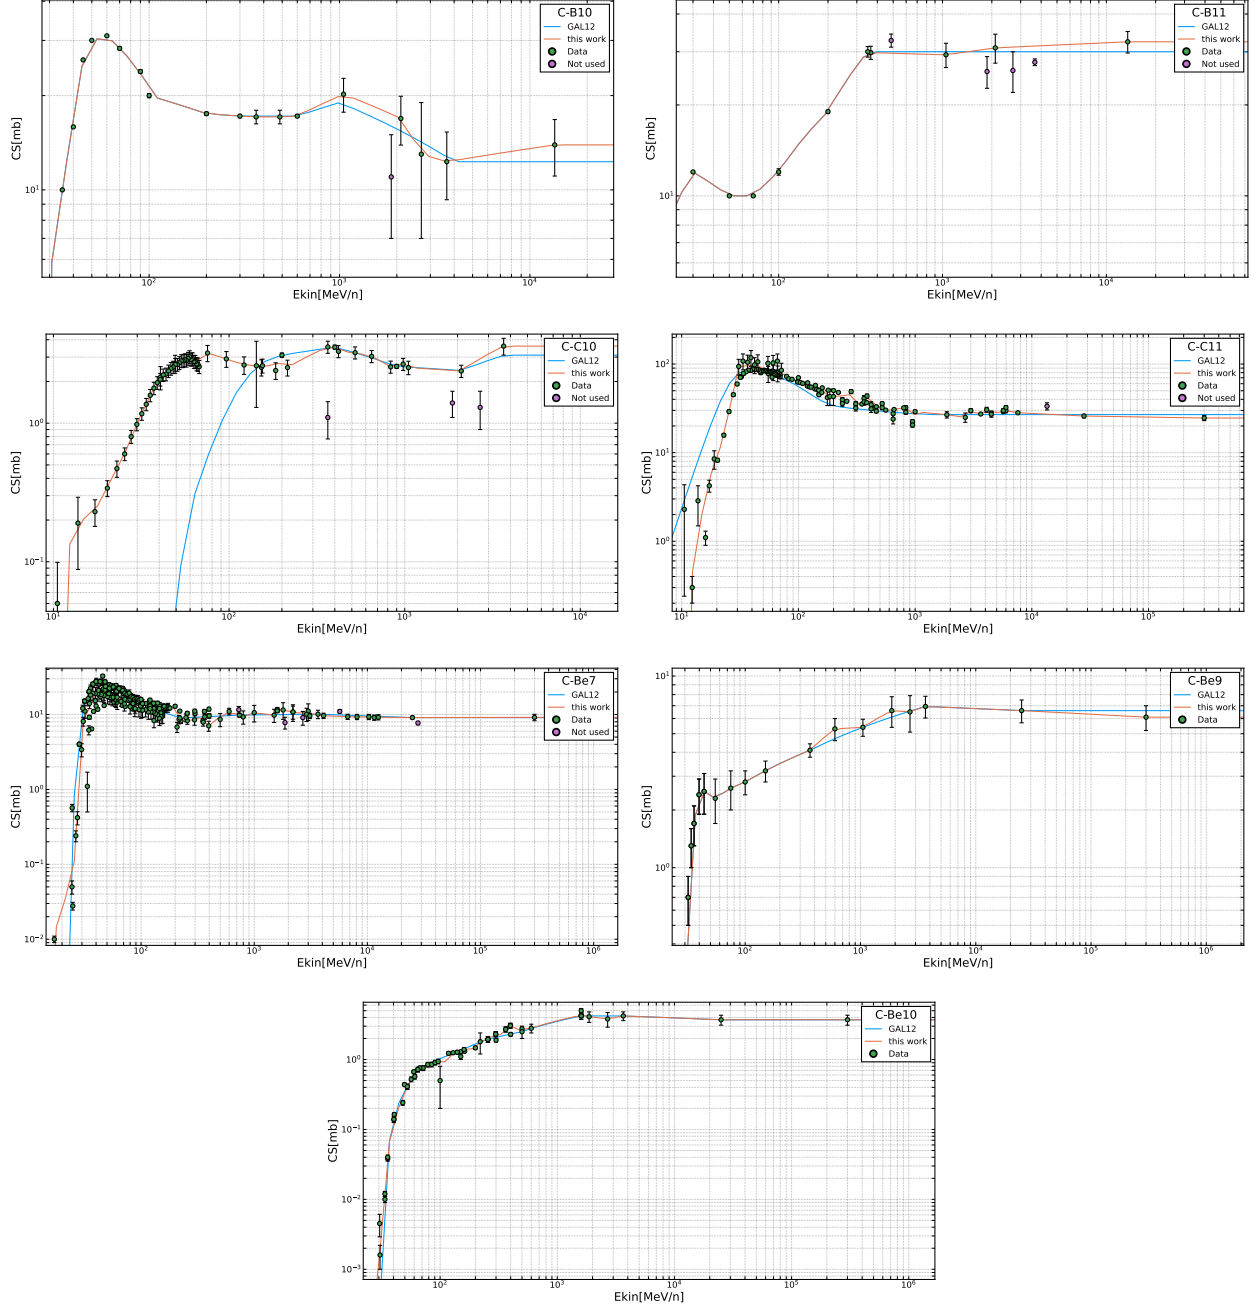 C-B10
GAL12
this work
Data
Not used
CS[mb]
10¹
10² 10³ 10⁴
Ekin[MeV/n]
C-B11
GAL12
this work
Data
Not used
CS[mb]
10¹
10² 10³ 10⁴
Ekin[MeV/n]
C-C10
GAL12
this work
Data
Not used
CS[mb]
10⁰
10⁻¹
10¹ 10² 10³ 10⁴
Ekin[MeV/n]
C-C11
GAL12
this work
Data
Not used
CS[mb]
10²
10¹
10⁰
10¹ 10² 10³ 10⁴ 10⁵
Ekin[MeV/n]
C-Be7
GAL12
this work
Data
Not used
CS[mb]
10¹
10⁰
10⁻¹
10⁻²
10² 10³ 10⁴ 10⁵ 10⁶
Ekin[MeV/n]
C-Be9
GAL12
this work
Data
Not used
CS[mb]
10⁰
10² 10³ 10⁴ 10⁵ 10⁶
Ekin[MeV/n]
C-Be10
GAL12
this work
Data
CS[mb]
10⁰
10⁻¹
10⁻²
10⁻³
10² 10³ 10⁴ 10⁵ 10⁶
Ekin[MeV/n]